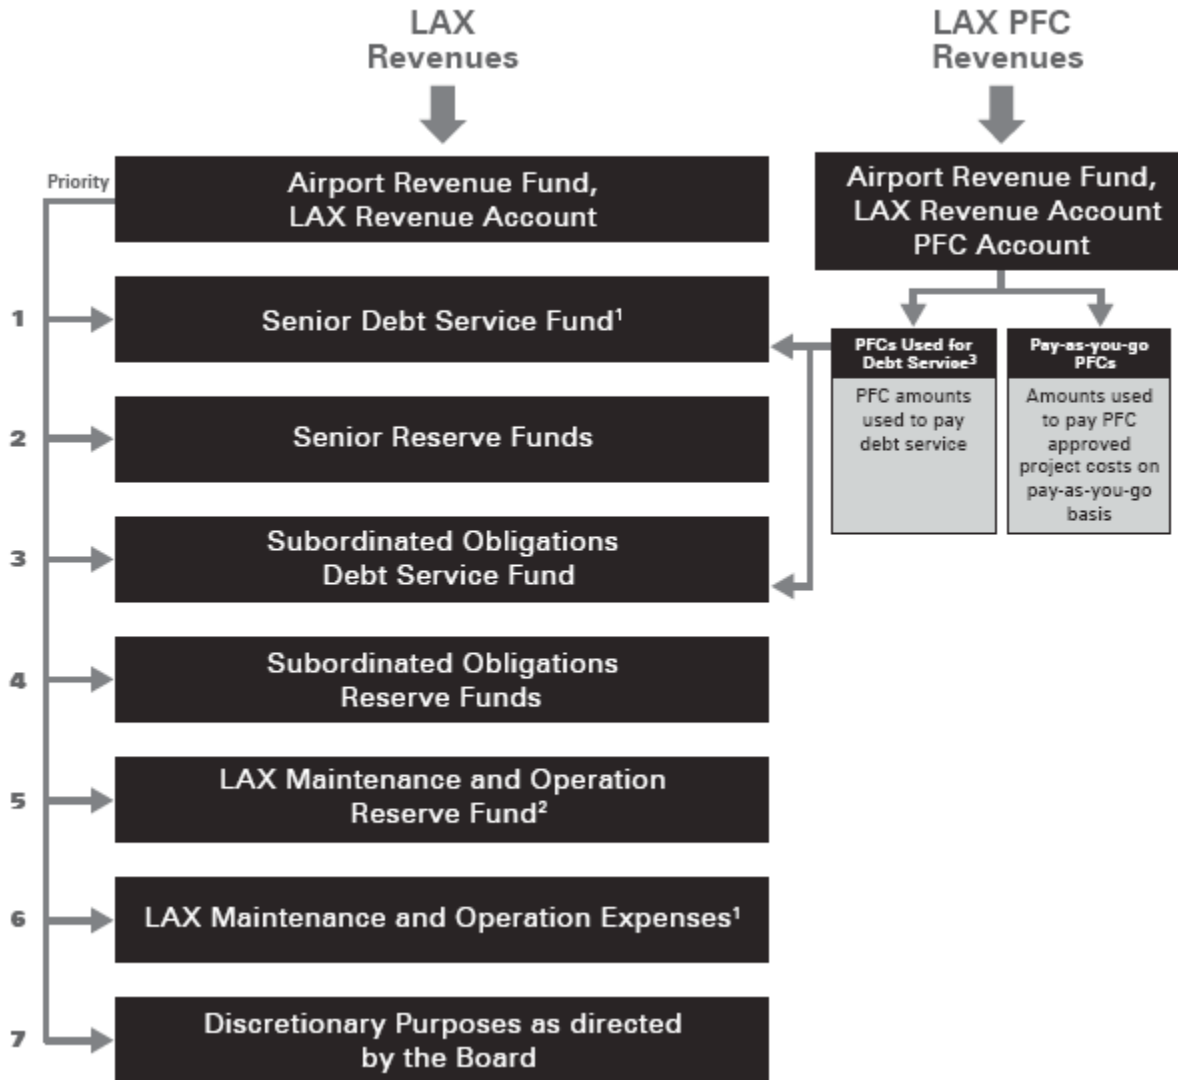 LAX
Revenues
LAX PFC
Revenues
Priority
Airport Revenue Fund,
LAX Revenue Account
Airport Revenue Fund,
LAX Revenue Account
PFC Account
1
Senior Debt Service Fund¹
PFCs Used for
Debt Service³
PFC amounts
used to pay
debt service
Pay-as-you-go
PFCs
Amounts used
to pay PFC
approved
project costs on
pay-as-you-go
basis
2
Senior Reserve Funds
3
Subordinated Obligations
Debt Service Fund
4
Subordinated Obligations
Reserve Funds
5
LAX Maintenance and Operation
Reserve Fund²
6
LAX Maintenance and Operation Expenses¹
7
Discretionary Purposes as directed
by the Board